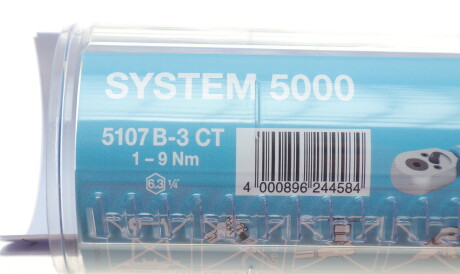 SYSTEM 5000
5107 B-3 CT
1 – 9 Nm
6.3 ¼"
4 000896 244584